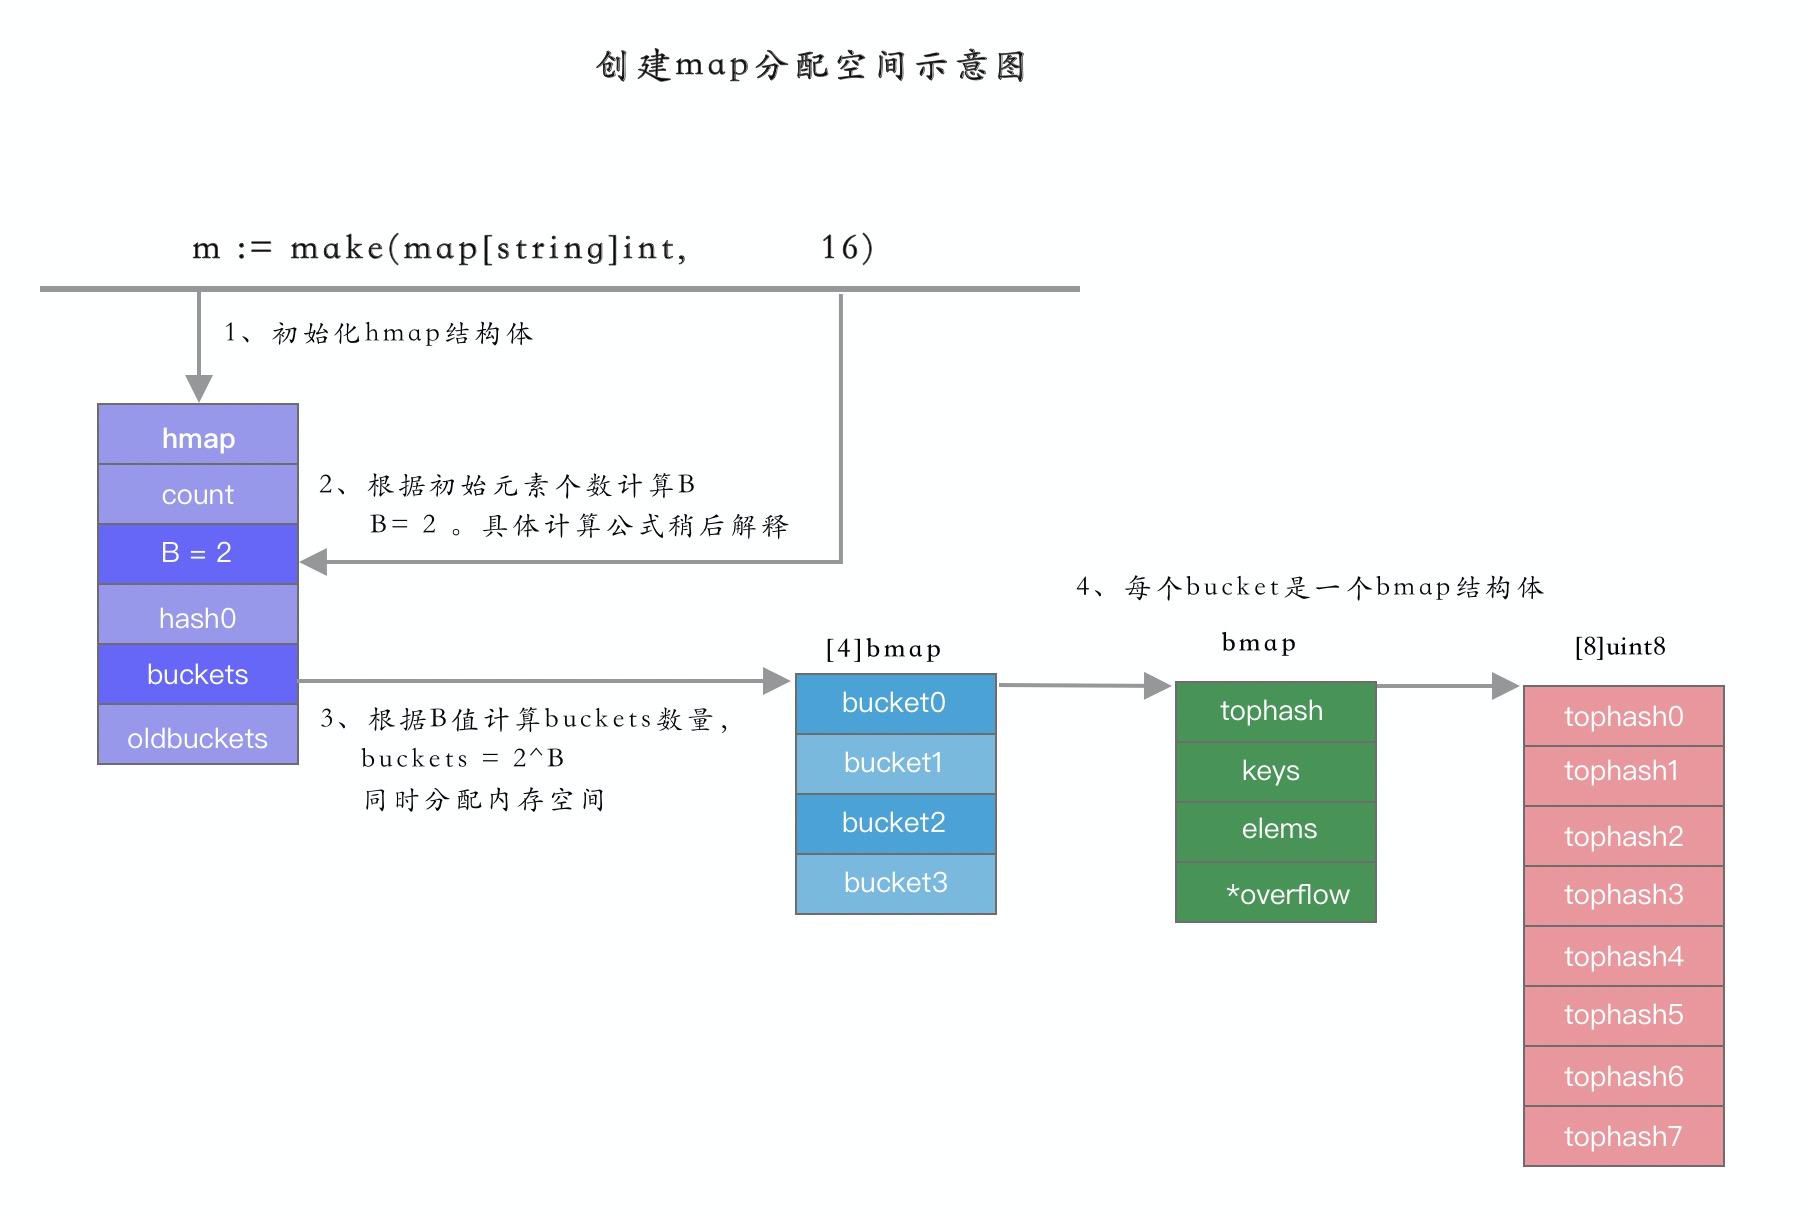 创建map分配空间示意图
m := make(map[string]int, 16)
1、初始化hmap结构体
hmap
count
B = 2
hash0
buckets
oldbuckets
2、根据初始元素个数计算B
B= 2 。具体计算公式稍后解释
3、根据B值计算buckets数量，
buckets = 2^B
同时分配内存空间
[4]bmap
bucket0
bucket1
bucket2
bucket3
4、每个bucket是一个bmap结构体
bmap
tophash
keys
elems
*overflow
[8]uint8
tophash0
tophash1
tophash2
tophash3
tophash4
tophash5
tophash6
tophash7